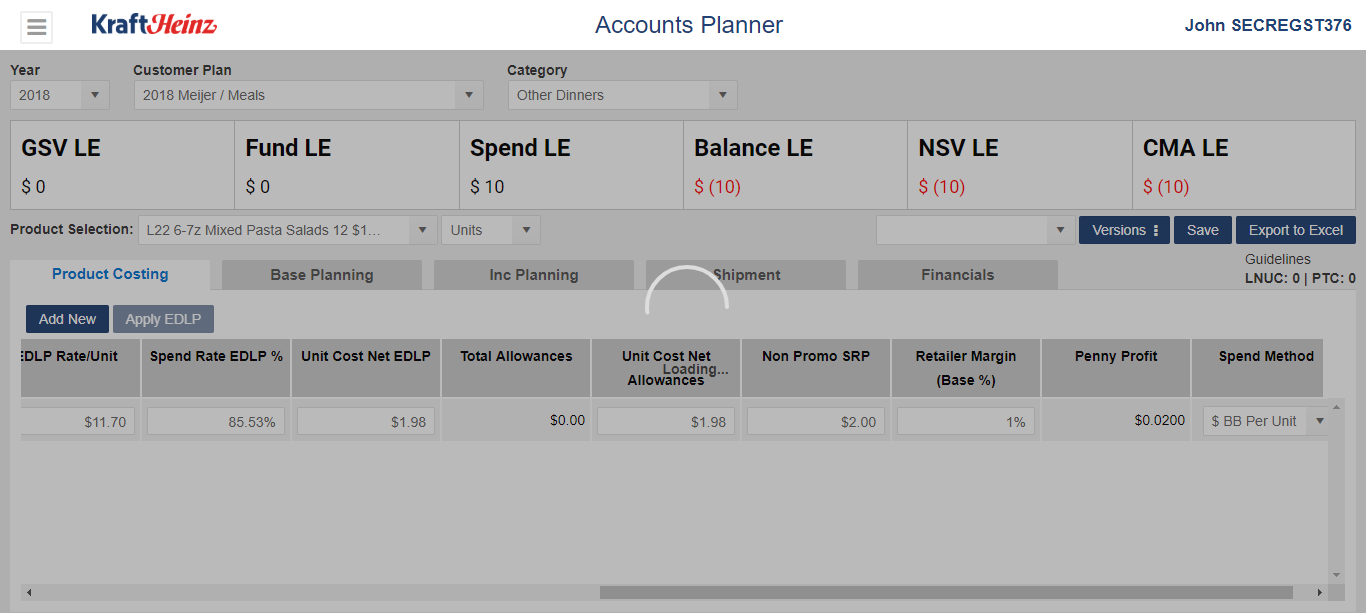 KraftHeinz
Accounts Planner
John SECREGST376
Year
Customer Plan
Category
2018
2018 Meijer / Meals
Other Dinners
GSV LE
Fund LE
Spend LE
Balance LE
NSV LE
CMA LE
$ 0
$ 0
$ 10
$ (10)
$ (10)
$ (10)
Product Selection:
L22 6-7z Mixed Pasta Salads 12 $1...
Units
Versions
Save
Export to Excel
Product Costing
Base Planning
Inc Planning
Shipment
Financials
Guidelines
LNUC: 0 | PTC: 0
Add New
Apply EDLP
EDLP Rate/Unit
Spend Rate EDLP %
Unit Cost Net EDLP
Total Allowances
Unit Cost Net
Allowances
Non Promo SRP
Retailer Margin
(Base %)
Penny Profit
Spend Method
Loading...
$11.70
85.53%
$1.98
$0.00
$1.98
$2.00
1%
$0.0200
$ BB Per Unit